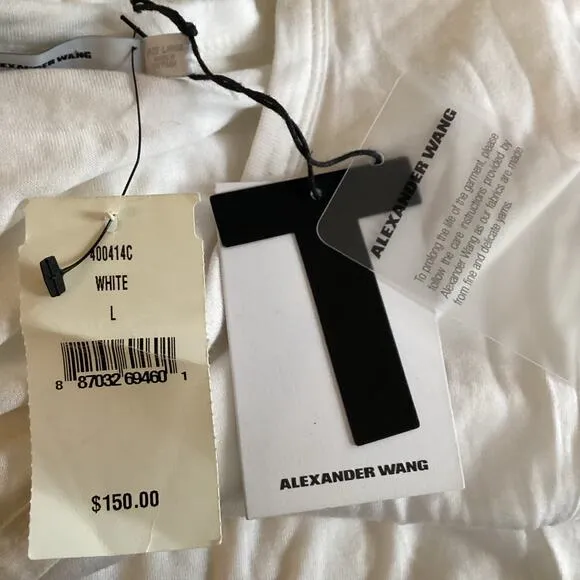 ALEXANDER WANG
400414C
WHITE
L
8 87032 69460 1
$150.00
T
ALEXANDER WANG
ALEXANDER WANG
To prolong the life of the garment, please
follow the care instructions provided by
Alexander Wang as our fabrics are made
from fine and delicate yarns.